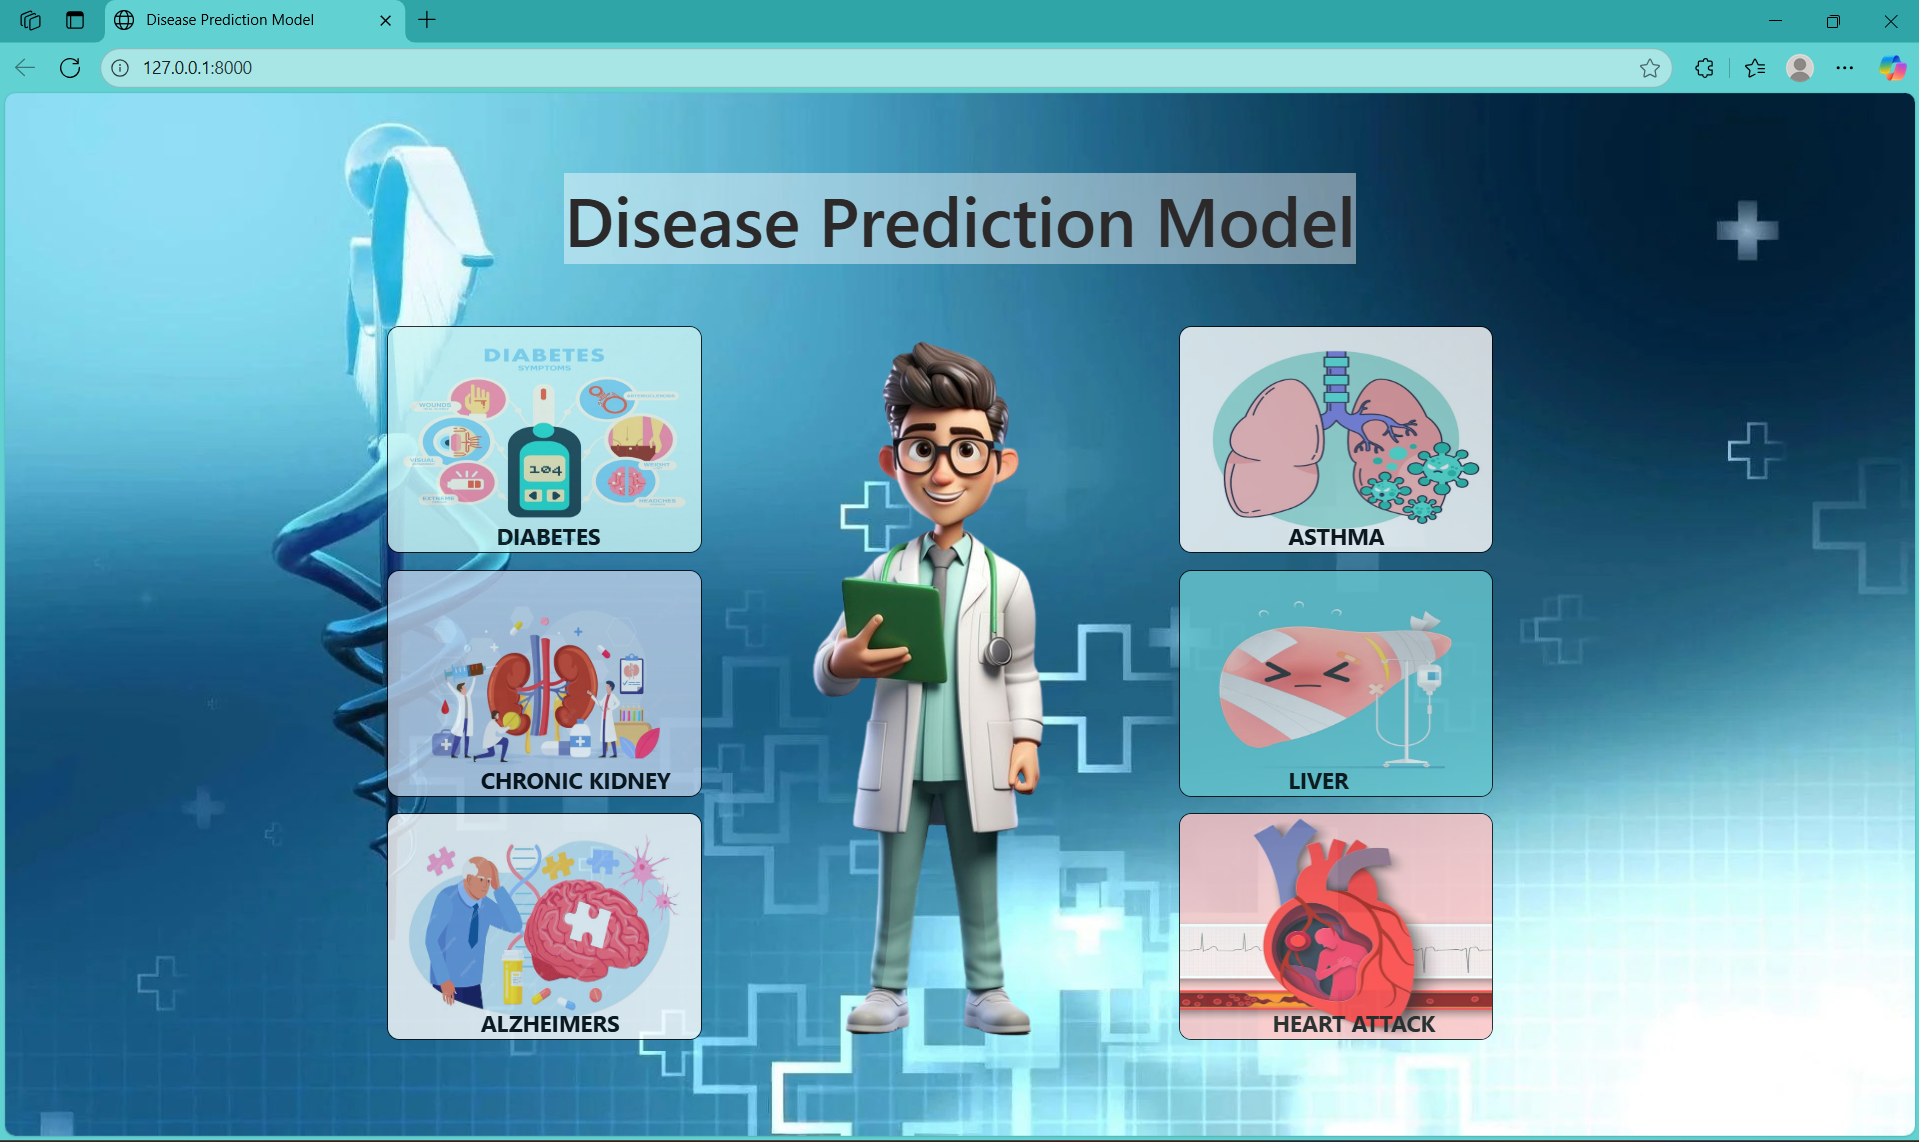 Disease Prediction Model
127.0.0.1:8000
Disease Prediction Model
DIABETES
SYMPTOMS
WOUNDS
VISUAL
EXTREME
WEIGHT
HEADCHES
104
DIABETES
ASTHMA
CHRONIC KIDNEY
LIVER
ALZHEIMERS
HEART ATTACK